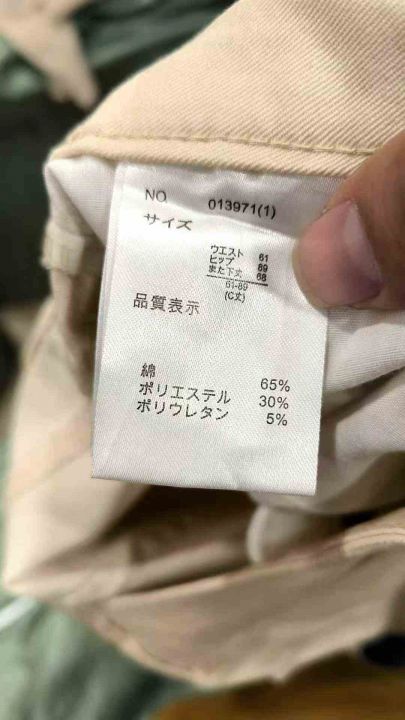 NO 013971(1)
サイズ
ウエスト 61
ヒップ 89
また下丈 68
61-89
(C丈)
品質表示
綿 65%
ポリエステル 30%
ポリウレタン 5%